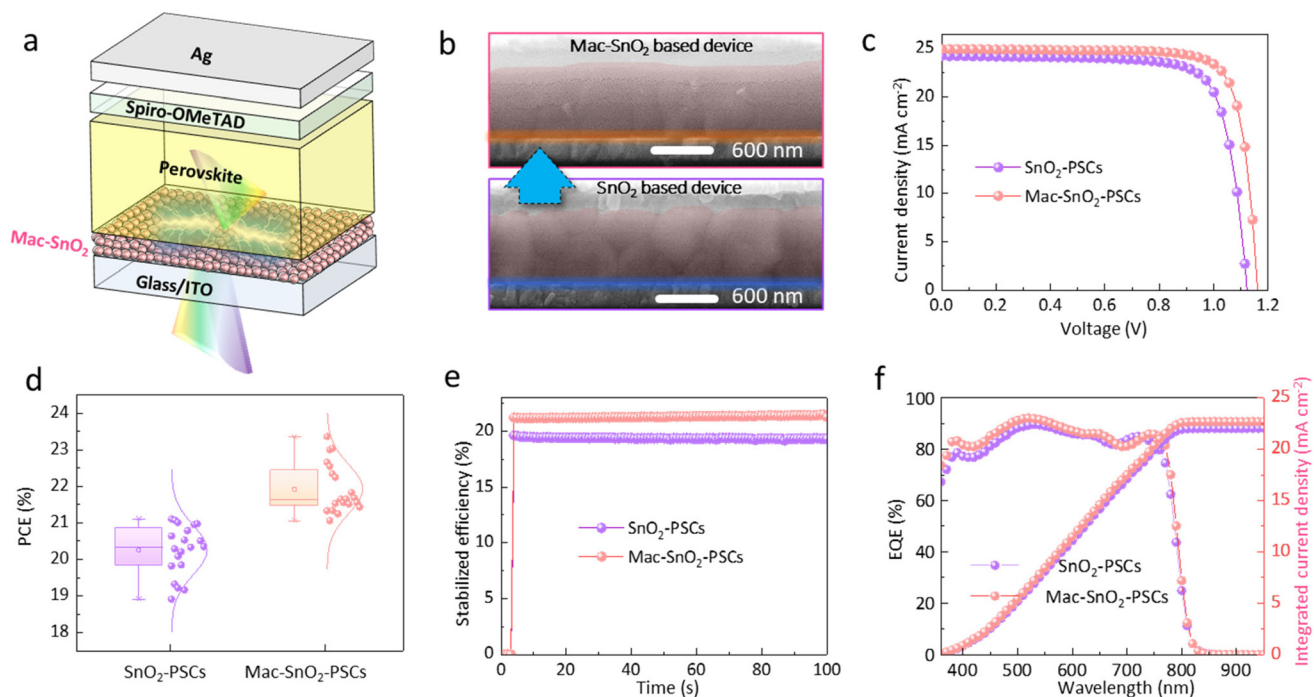 a
Ag
Spiro-OMeTAD
Perovskite
Mac-SnO₂
Glass/ITO
b
Mac-SnO₂ based device
600 nm
SnO₂ based device
600 nm
c
Current density (mA cm⁻²)
25
20
15
10
5
0
SnO₂-PSCs
Mac-SnO₂-PSCs
0.0 0.2 0.4 0.6 0.8 1.0 1.2
Voltage (V)
d
PCE (%)
24
23
22
21
20
19
18
SnO₂-PSCs Mac-SnO₂-PSCs
e
Stabilized efficiency (%)
20
15
10
5
0
SnO₂-PSCs
Mac-SnO₂-PSCs
0 20 40 60 80 100
Time (s)
f
EQE (%)
100
80
60
40
20
0
SnO₂-PSCs
Mac-SnO₂-PSCs
400 500 600 700 800 900
Wavelength (nm)
25
20
15
10
5
0
Integrated current density (mA cm⁻²)